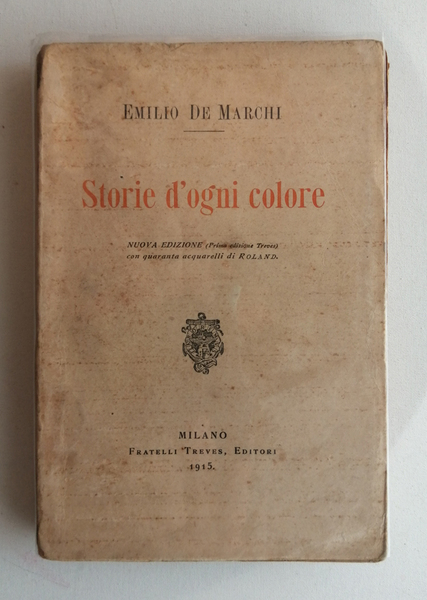 EMILIO DE MARCHI
Storie d'ogni colore
NUOVA EDIZIONE (Prima edizione Treves)
con quaranta acquarelli di ROLAND.
MILANO
FRATELLI TREVES, EDITORI
1915.